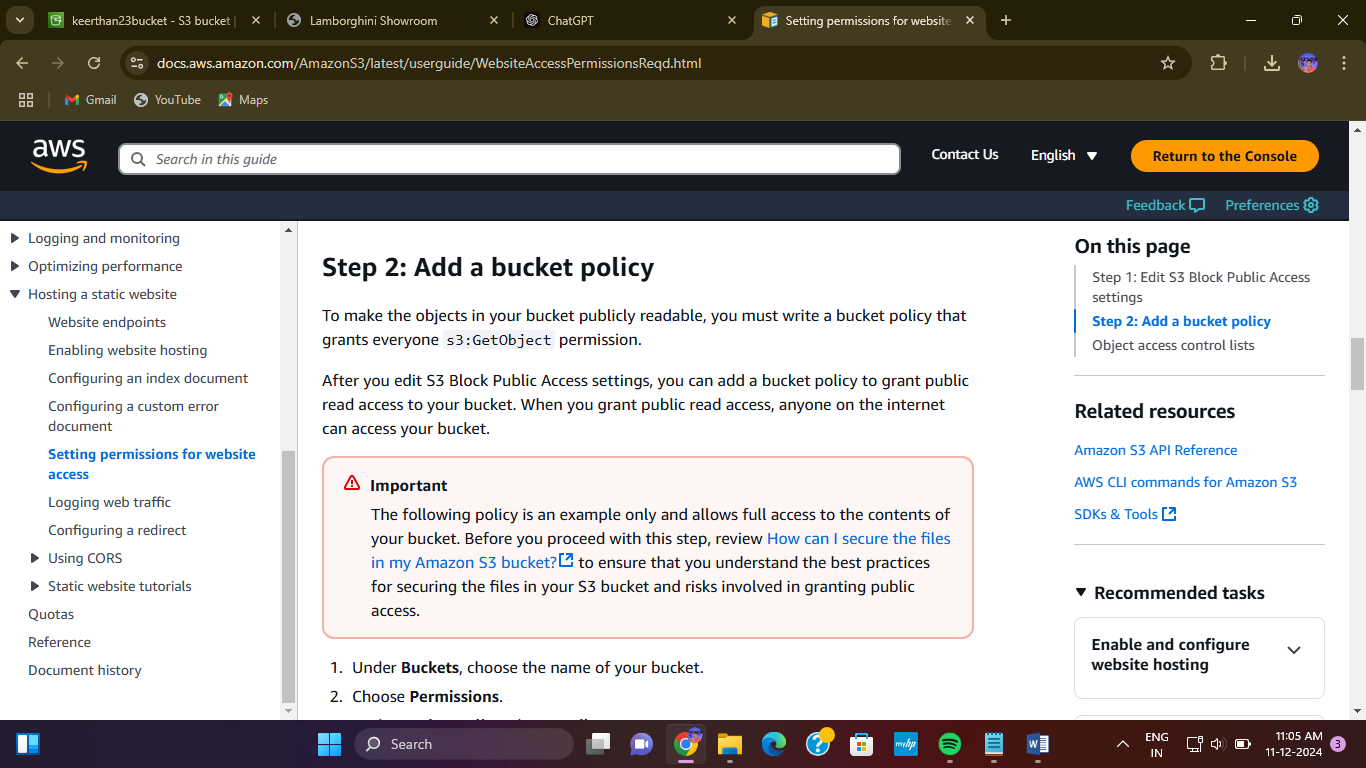 keerthan23bucket - S3 bucket |
Lamborghini Showroom
ChatGPT
Setting permissions for website
docs.aws.amazon.com/AmazonS3/latest/userguide/WebsiteAccessPermissionsReqd.html
Gmail
YouTube
Maps
aws
Search in this guide
Contact Us
English
Return to the Console
Feedback
Preferences
Logging and monitoring
Optimizing performance
Hosting a static website
Website endpoints
Enabling website hosting
Configuring an index document
Configuring a custom error
document
Setting permissions for website
access
Logging web traffic
Configuring a redirect
Using CORS
Static website tutorials
Quotas
Reference
Document history
Step 2: Add a bucket policy
To make the objects in your bucket publicly readable, you must write a bucket policy that
grants everyone s3:GetObject permission.
After you edit S3 Block Public Access settings, you can add a bucket policy to grant public
read access to your bucket. When you grant public read access, anyone on the internet
can access your bucket.
Important
The following policy is an example only and allows full access to the contents of
your bucket. Before you proceed with this step, review How can I secure the files
in my Amazon S3 bucket? to ensure that you understand the best practices
for securing the files in your S3 bucket and risks involved in granting public
access.
1. Under Buckets, choose the name of your bucket.
2. Choose Permissions.
On this page
Step 1: Edit S3 Block Public Access
settings
Step 2: Add a bucket policy
Object access control lists
Related resources
Amazon S3 API Reference
AWS CLI commands for Amazon S3
SDKs & Tools
Recommended tasks
Enable and configure
website hosting
Search
myhp
ENG
IN
11:05 AM
11-12-2024
3